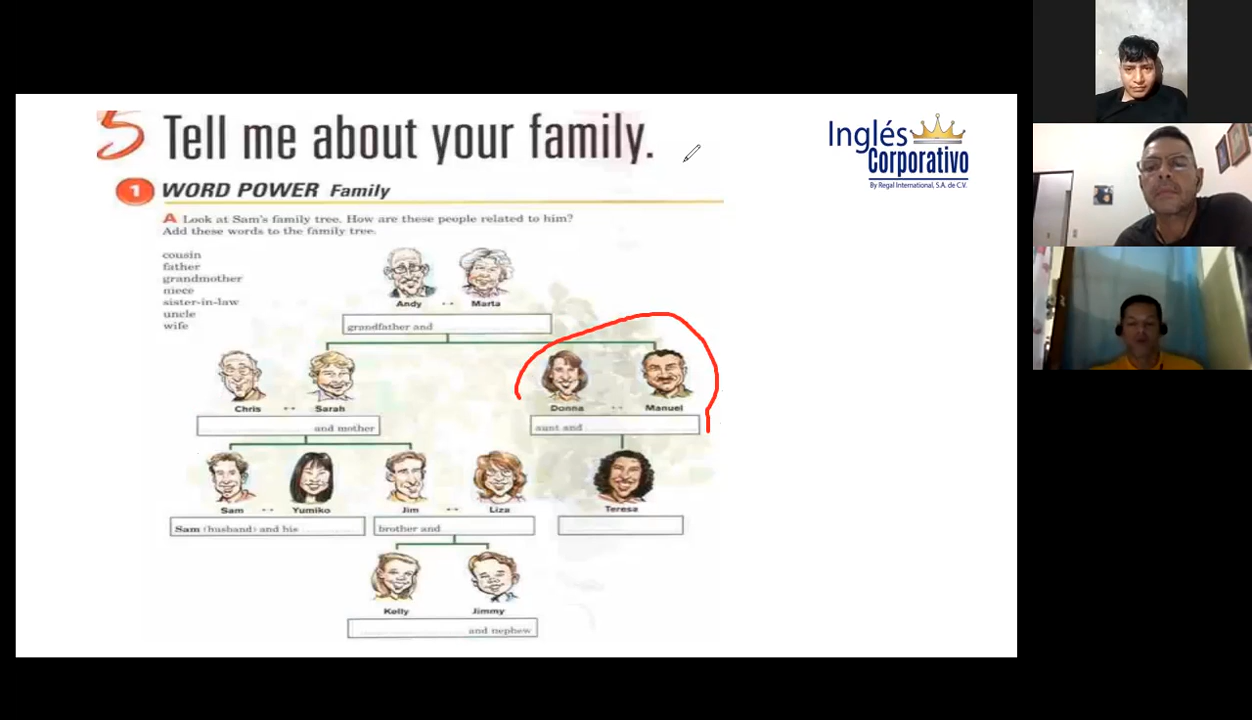 5 Tell me about your family.
Inglés
Corporativo
By Regal International, S.A. de C.V.
1 WORD POWER Family
A Look at Sam's family tree. How are these people related to him?
Add these words to the family tree.
cousin
father
grandmother
niece
sister-in-law
uncle
wife
Andy Marta
grandfather and
Chris Sarah Donna Manuel
and mother aunt and
Sam Yumiko Jim Liza Teresa
Sam (husband) and his brother and
Kelly Jimmy
and nephew